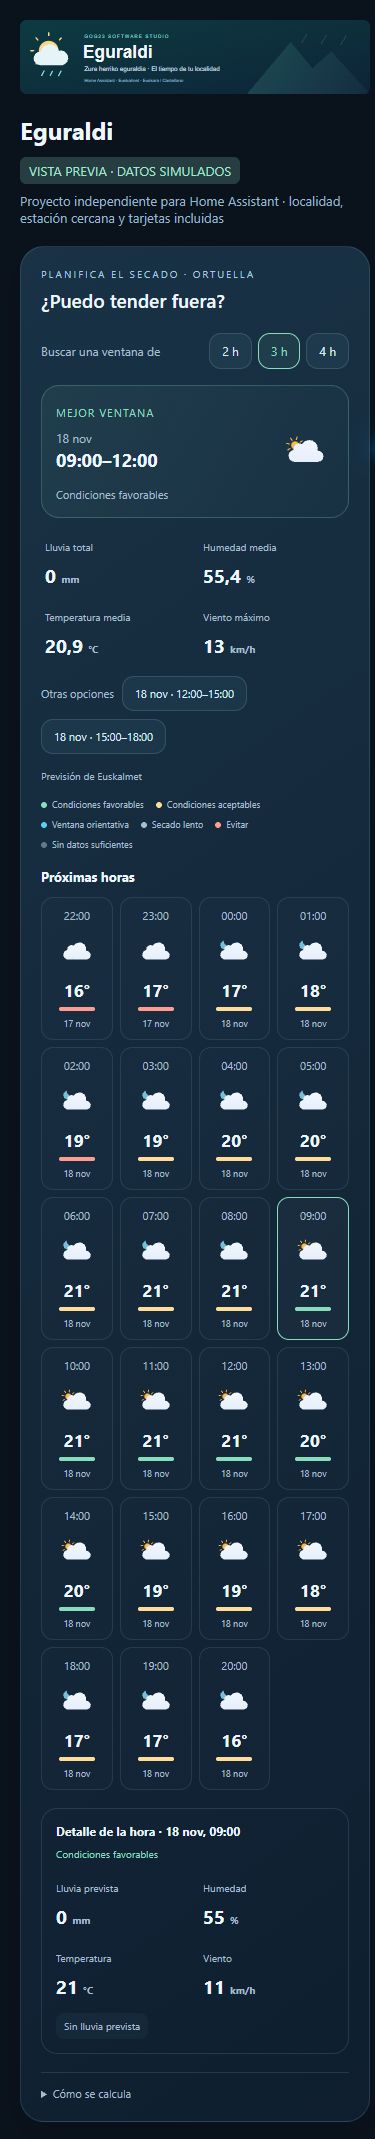 GOG23 SOFTWARE STUDIO
Eguraldi
Zure herriko eguraldia · El tiempo de tu localidad
Home Assistant · Euskalmet · Euskara / Castellano
Eguraldi
VISTA PREVIA · DATOS SIMULADOS
Proyecto independiente para Home Assistant · localidad,
estación cercana y tarjetas incluidas
PLANIFICA EL SECADO · ORTUELLA
¿Puedo tender fuera?
Buscar una ventana de 2 h 3 h 4 h
MEJOR VENTANA
18 nov
09:00–12:00
Condiciones favorables
Lluvia total Humedad media
0 mm 55,4 %
Temperatura media Viento máximo
20,9 °C 13 km/h
Otras opciones 18 nov · 12:00–15:00
18 nov · 15:00–18:00
Previsión de Euskalmet
Condiciones favorables Condiciones aceptables
Ventana orientativa Secado lento Evitar
Sin datos suficientes
Próximas horas
22:00 23:00 00:00 01:00
16° 17° 17° 18°
17 nov 17 nov 18 nov 18 nov
02:00 03:00 04:00 05:00
19° 19° 20° 20°
18 nov 18 nov 18 nov 18 nov
06:00 07:00 08:00 09:00
21° 21° 21° 21°
18 nov 18 nov 18 nov 18 nov
10:00 11:00 12:00 13:00
21° 21° 21° 20°
18 nov 18 nov 18 nov 18 nov
14:00 15:00 16:00 17:00
20° 19° 19° 18°
18 nov 18 nov 18 nov 18 nov
18:00 19:00 20:00
17° 17° 16°
18 nov 18 nov 18 nov
Detalle de la hora · 18 nov, 09:00
Condiciones favorables
Lluvia prevista Humedad
0 mm 55 %
Temperatura Viento
21 °C 11 km/h
Sin lluvia prevista
Cómo se calcula